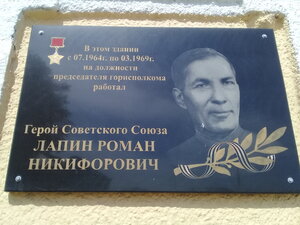 В этом здании
с 07.1964г. по 03.1969г.
на должности
председателя горисполкома
работал
Герой Советского Союза
ЛАПИН РОМАН
НИКИФОРОВИЧ